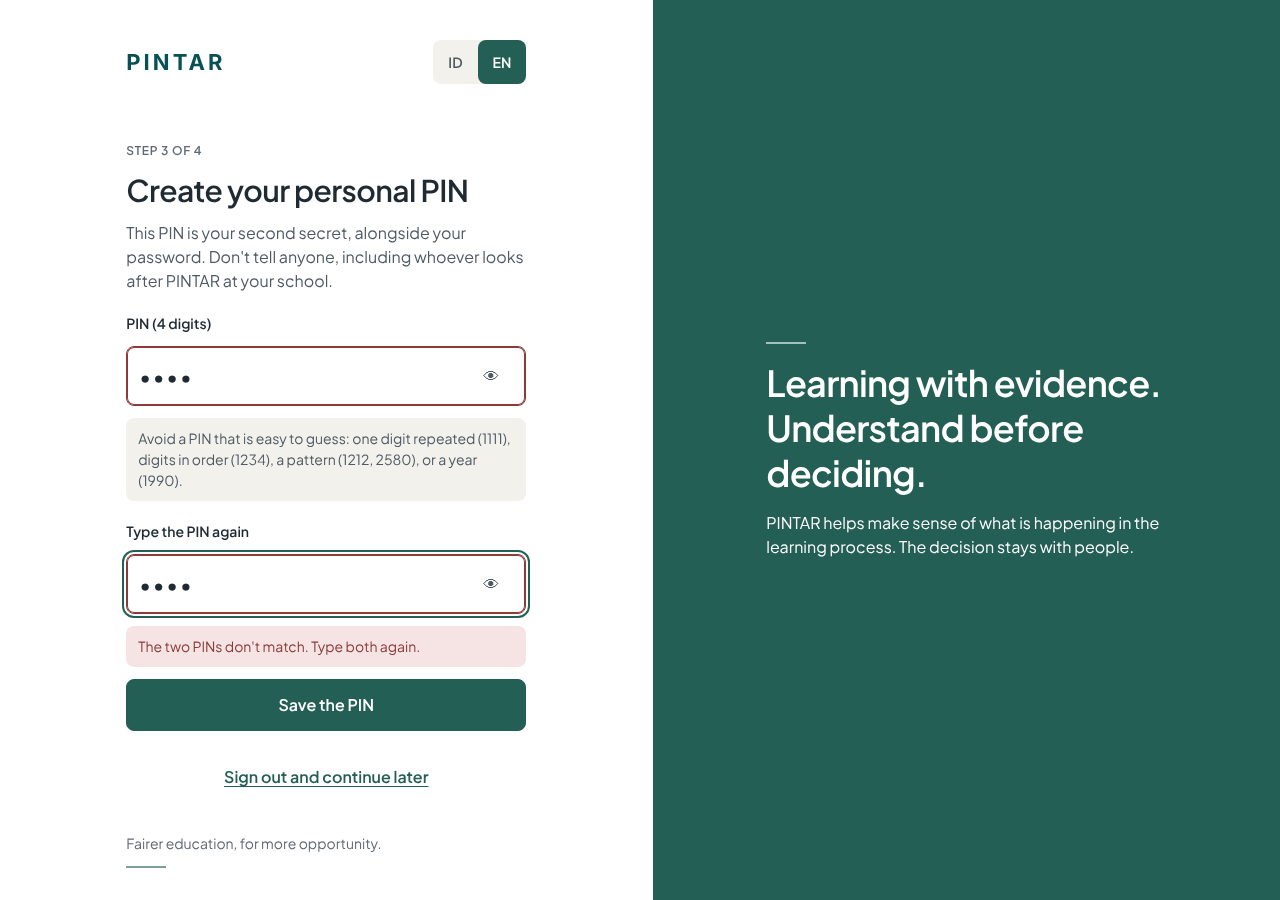 PINTAR
ID
EN
STEP 3 OF 4
Create your personal PIN
This PIN is your second secret, alongside your
password. Don't tell anyone, including whoever looks
after PINTAR at your school.
PIN (4 digits)
Avoid a PIN that is easy to guess: one digit repeated (1111),
digits in order (1234), a pattern (1212, 2580), or a year
(1990).
Type the PIN again
The two PINs don't match. Type both again.
Save the PIN
Sign out and continue later
Fairer education, for more opportunity.
Learning with evidence.
Understand before
deciding.
PINTAR helps make sense of what is happening in the
learning process. The decision stays with people.